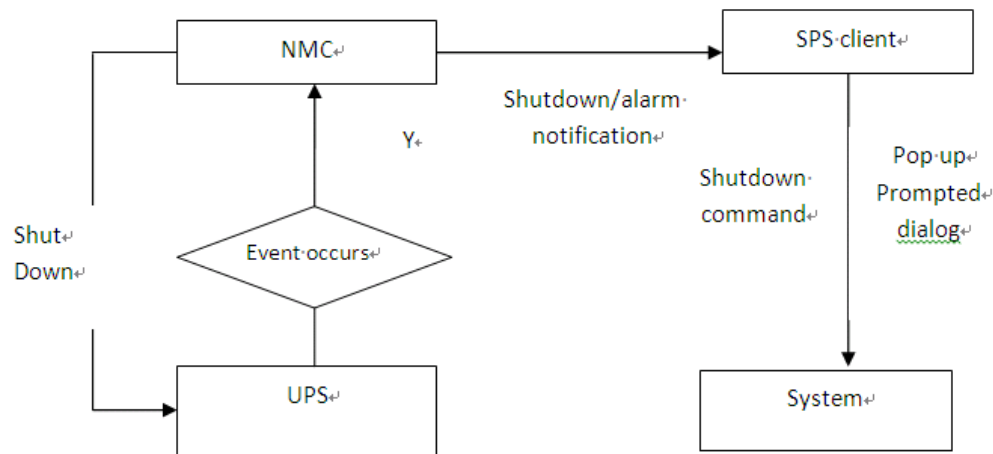 NMC
SPS client
Shutdown/alarm
notification
Y
Shutdown
command
Pop up
Prompted
dialog
Shut
Down
Event occurs
UPS
System